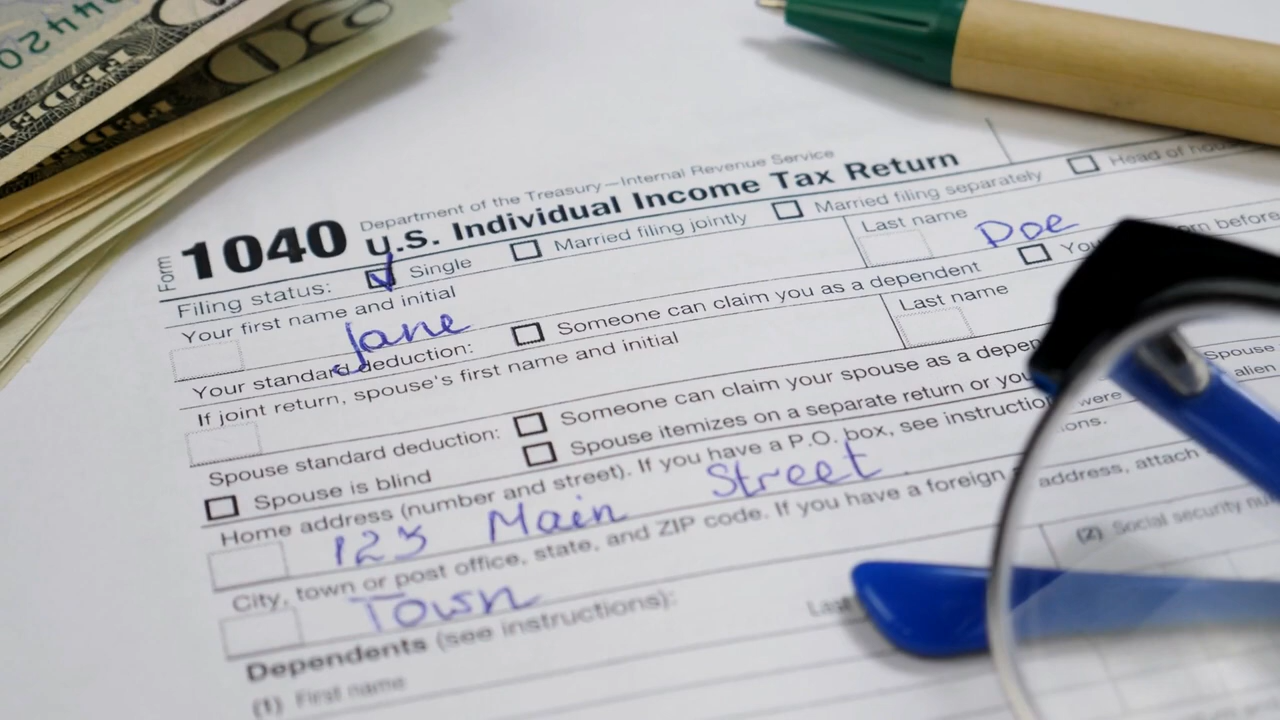 Form 1040 Department of the Treasury—Internal Revenue Service
U.S. Individual Income Tax Return
Filing status: Single Married filing jointly Married filing separately Head of
Your first name and initial Last name
Jane Doe
Your standard deduction: Someone can claim you as a dependent You before
If joint return, spouse's first name and initial Last name
Spouse standard deduction: Someone can claim your spouse as a Spouse
Spouse is blind Spouse itemizes on a separate return or were alien
Home address (number and street). If you have a P.O. box, see
123 Main Street
City, town or post office, state, and ZIP code. If you have a foreign address, attach
Town
Dependents (see instructions): (2) Social security
(1) First name Last